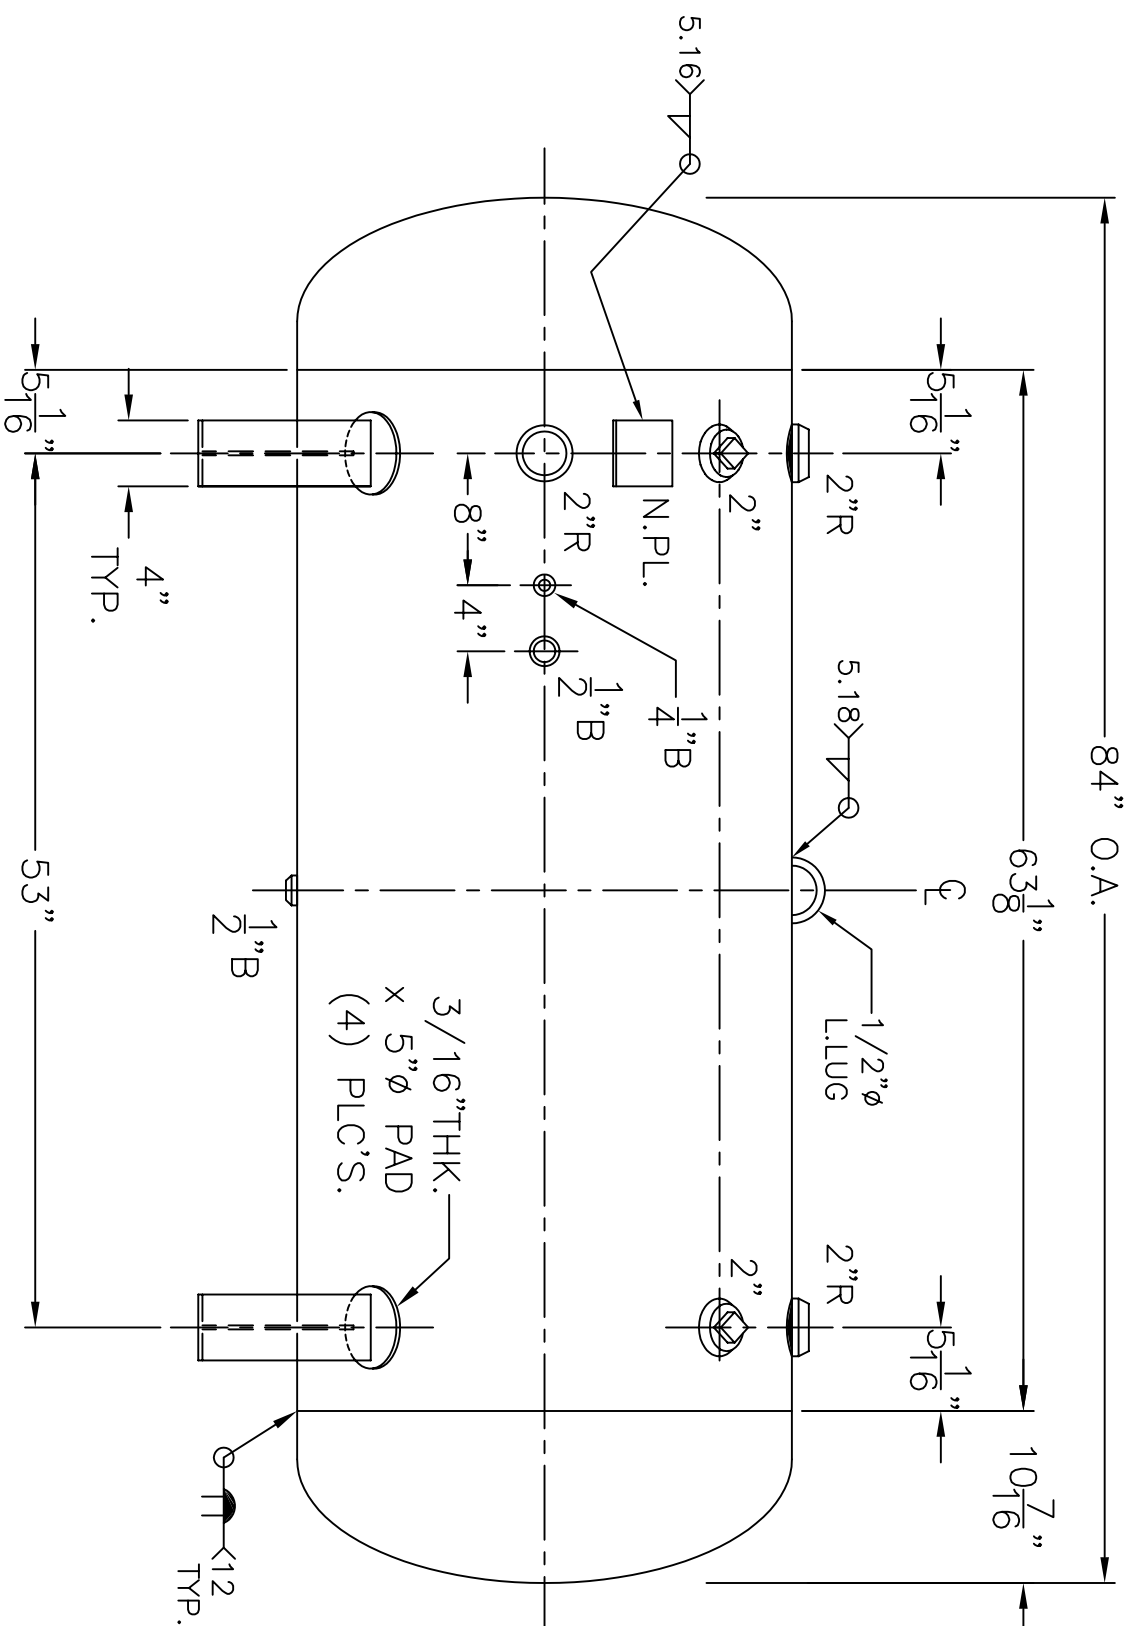 84" O.A.
63 1/8"
10 7/16"
5 1/16"
5 1/16"
℄
2"R
1/2"ø
L.LUG
2"R
5.16
5.18
2"
2"
N.PL.
2"R
1/4"B
1/2"B
8"
4"
3/16"THK.
x 5"ø PAD
(4) PLC'S.
1/2"B
4"
TYP.
12
TYP.
5 1/16"
53"